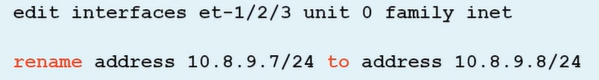 edit interfaces et-1/2/3 unit 0 family inet
rename address 10.8.9.7/24 to address 10.8.9.8/24